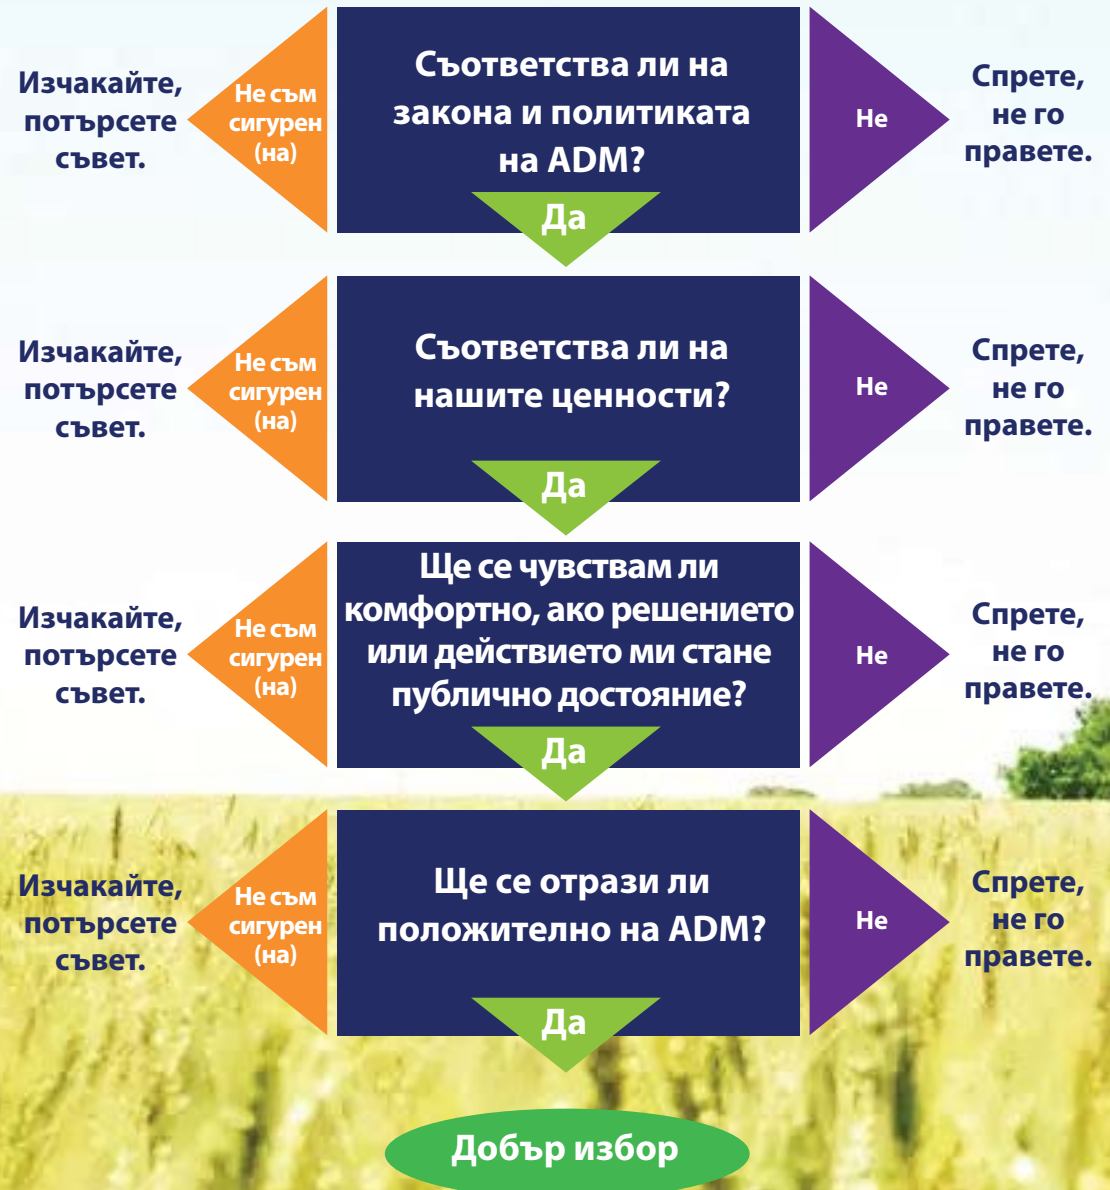 Изчакайте,
потърсете
съвет.
Не съм
сигурен
(на)
Съответства ли на
закона и политиката
на ADM?
Да
Не
Спрете,
не го
правете.
Изчакайте,
потърсете
съвет.
Не съм
сигурен
(на)
Съответства ли на
нашите ценности?
Да
Не
Спрете,
не го
правете.
Изчакайте,
потърсете
съвет.
Не съм
сигурен
(на)
Ще се чувствам ли
комфортно, ако решението
или действието ми стане
публично достояние?
Да
Не
Спрете,
не го
правете.
Изчакайте,
потърсете
съвет.
Не съм
сигурен
(на)
Ще се отрази ли
положително на ADM?
Да
Не
Спрете,
не го
правете.
Добър избор